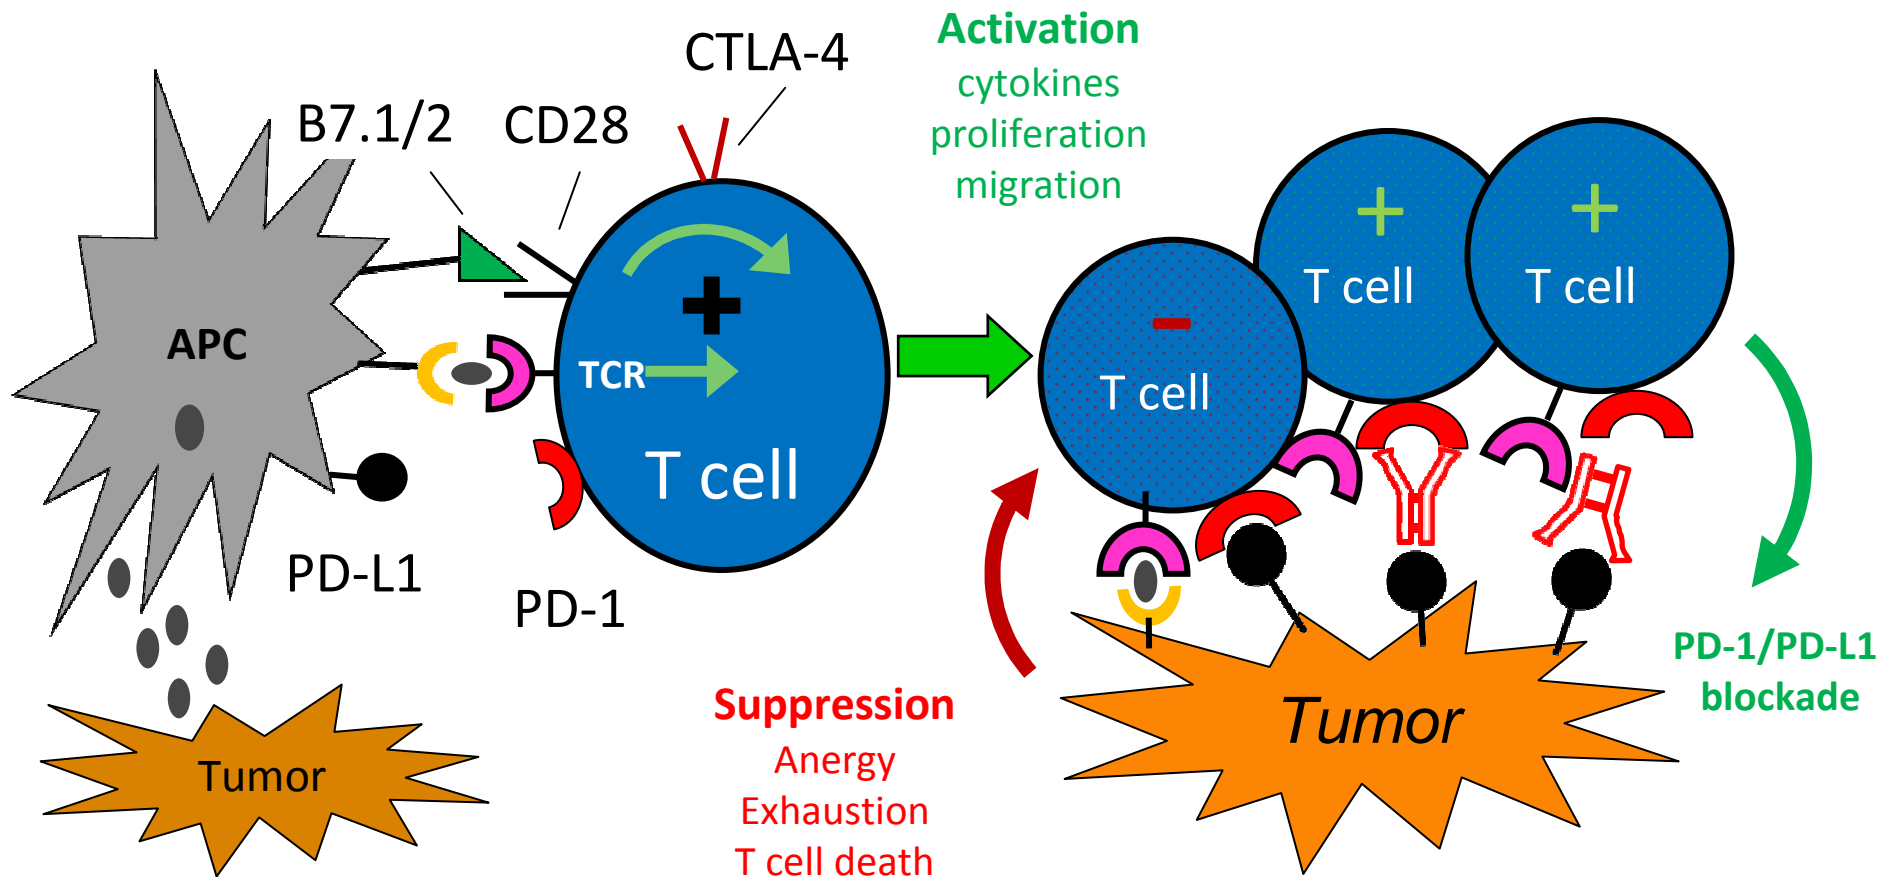 CTLA-4
B7.1/2
CD28
APC
TCR
T cell
PD-L1
PD-1
Tumor
Activation
cytokines
proliferation
migration
T cell
+
T cell
+
T cell
-
Suppression
Anergy
Exhaustion
T cell death
Tumor
PD-1/PD-L1
blockade